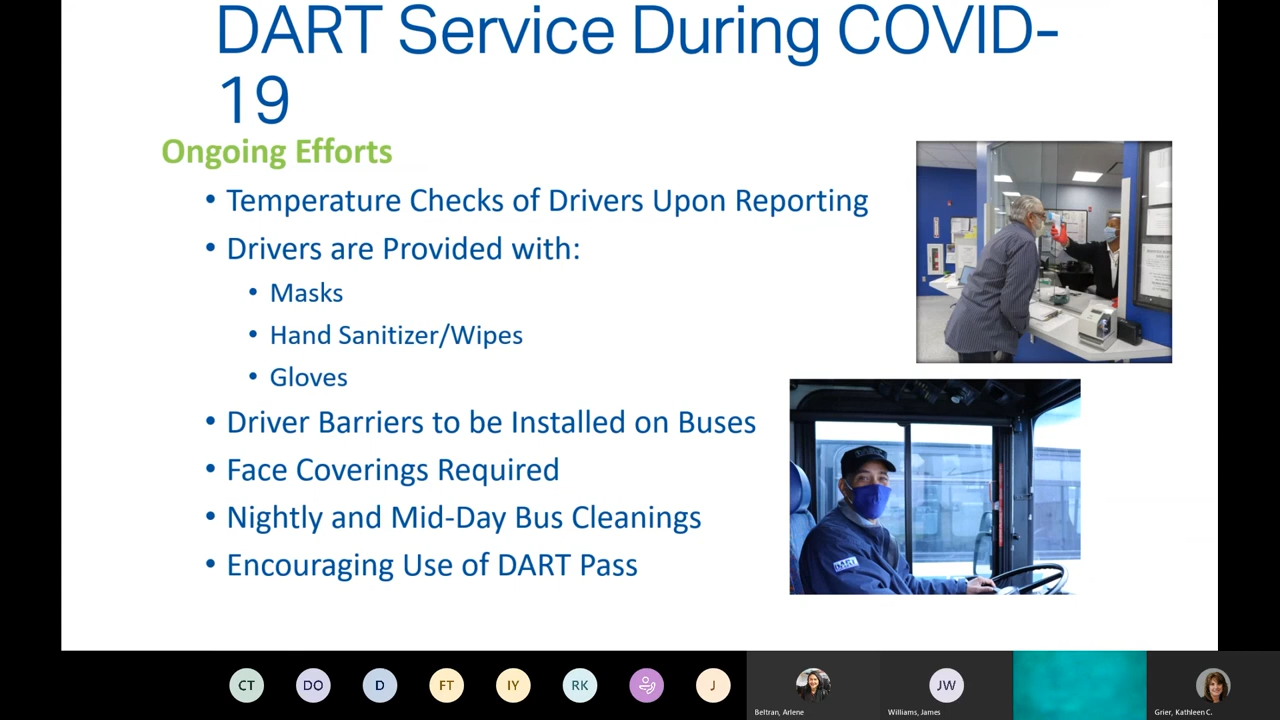 DART Service During COVID-
19
Ongoing Efforts
• Temperature Checks of Drivers Upon Reporting
• Drivers are Provided with:
• Masks
• Hand Sanitizer/Wipes
• Gloves
• Driver Barriers to be Installed on Buses
• Face Coverings Required
• Nightly and Mid-Day Bus Cleanings
• Encouraging Use of DART Pass
DART
CT DO D FT IY RK J JW
Beltran, Arlene Williams, James Grier, Kathleen C.